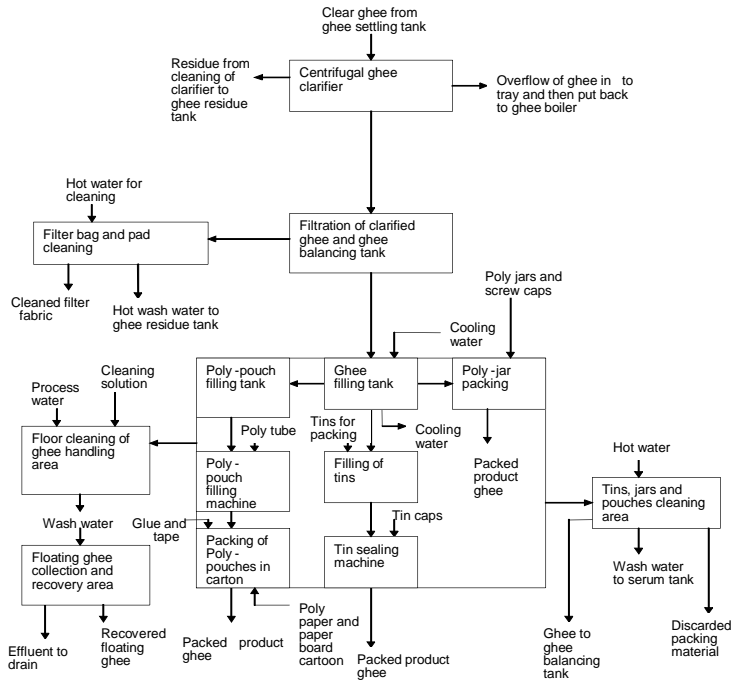 Clear ghee from
ghee settling tank
Residue from
cleaning of
clarifier to
ghee residue
tank
Centrifugal ghee
clarifier
Overflow of ghee in to
tray and then put back
to ghee boiler
Hot water for
cleaning
Filter bag and pad
cleaning
Filtration of clarified
ghee and ghee
balancing tank
Cleaned filter
fabric
Hot wash water to
ghee residue tank
Poly jars and
screw caps
Cooling
water
Cleaning
solution
Process
water
Poly -pouch
filling tank
Ghee
filling tank
Poly -jar
packing
Floor cleaning of
ghee handling
area
Poly tube
Tins for
packing
Cooling
water
Packed
product
ghee
Hot water
Poly -
pouch
filling
machine
Filling of
tins
Tins, jars and
pouches cleaning
area
Wash water
Glue and
tape
Tin caps
Floating ghee
collection and
recovery area
Packing of
Poly -
pouches in
carton
Tin sealing
machine
Wash water
to serum tank
Effluent to
drain
Recovered
floating
ghee
Packed product
ghee
Poly
paper and
paper
board
cartoon
Packed product
ghee
Ghee to
ghee
balancing
tank
Discarded
packing
material